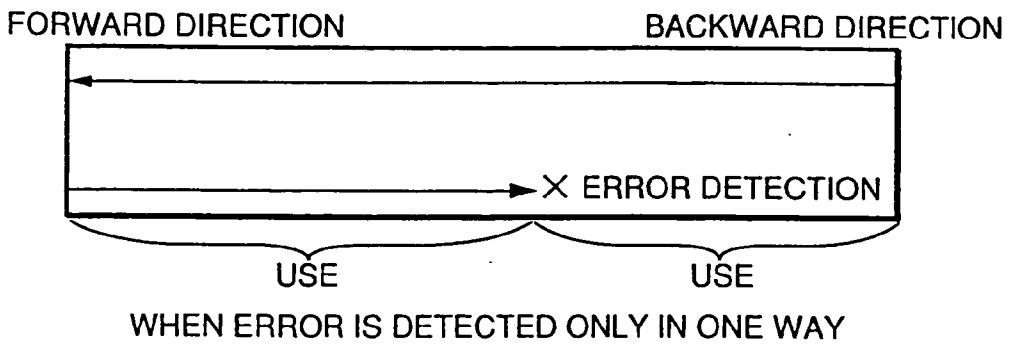 FORWARD DIRECTION BACKWARD DIRECTION
× ERROR DETECTION
USE USE
WHEN ERROR IS DETECTED ONLY IN ONE WAY